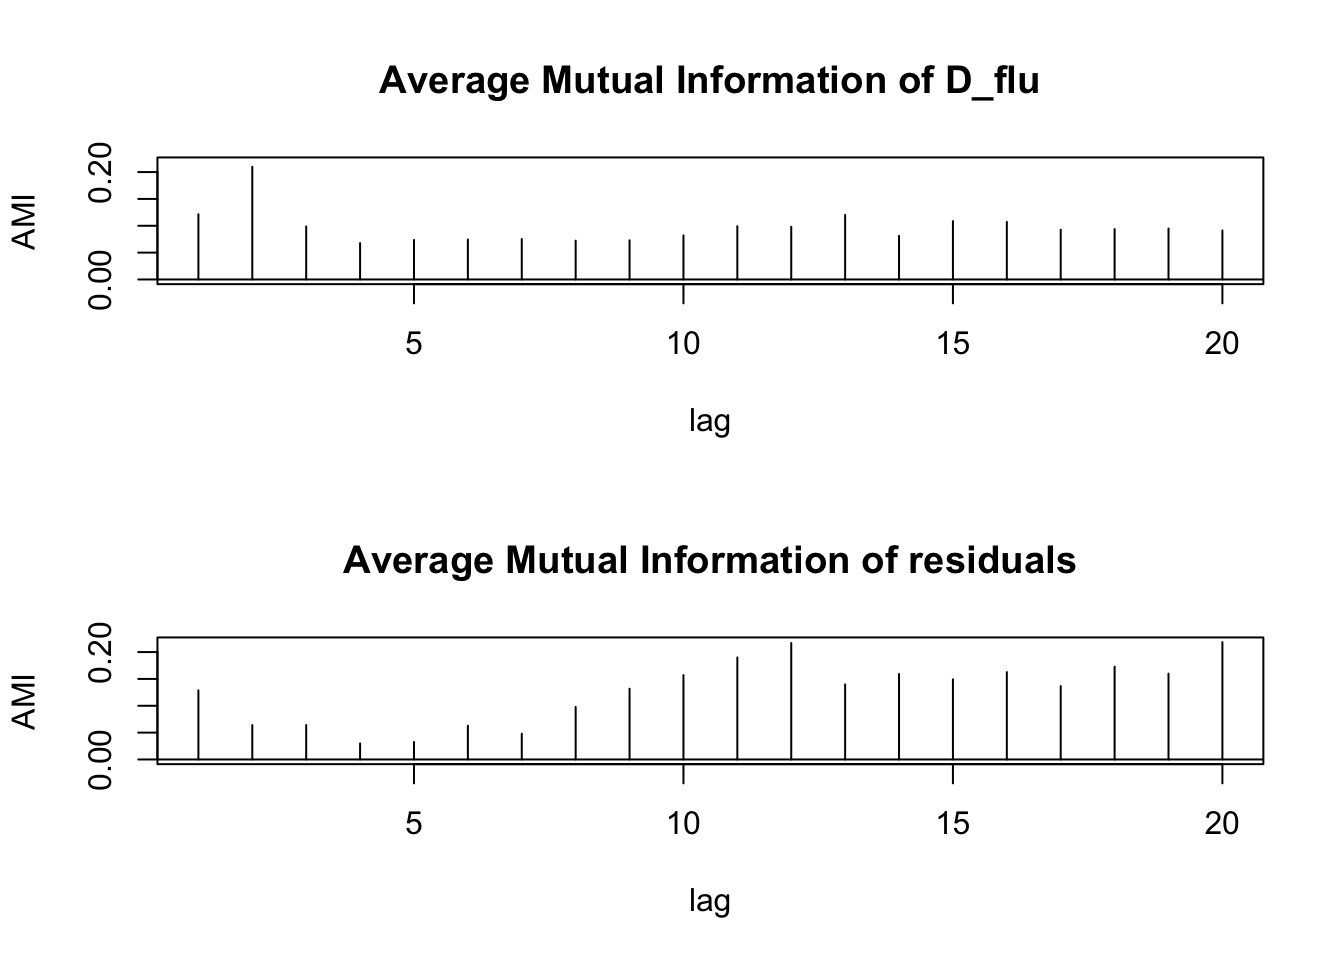 Average Mutual Information of D_flu
AMI
0.20
0.00
5 10 15 20
lag
Average Mutual Information of residuals
AMI
0.20
0.00
5 10 15 20
lag